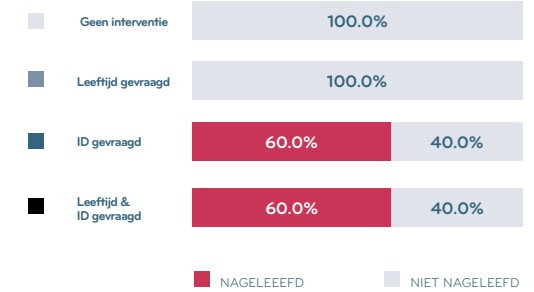 Geen interventie 100.0%
Leeftijd gevraagd 100.0%
ID gevraagd 60.0% 40.0%
Leeftijd &
ID gevraagd 60.0% 40.0%
NAGELEEEFD NIET NAGELEEFD